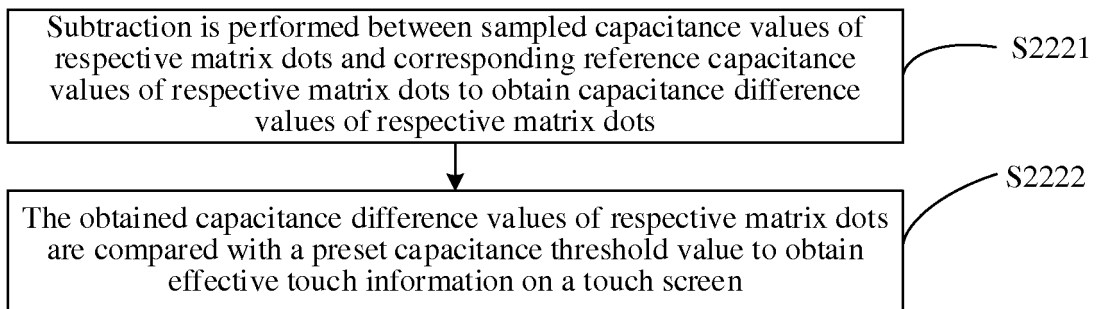 Subtraction is performed between sampled capacitance values of
respective matrix dots and corresponding reference capacitance
values of respective matrix dots to obtain capacitance difference
values of respective matrix dots
S2221
The obtained capacitance difference values of respective matrix dots
are compared with a preset capacitance threshold value to obtain
effective touch information on a touch screen
S2222